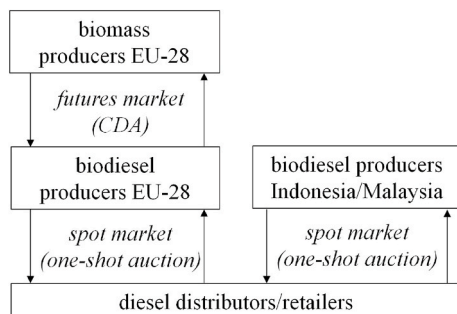 biomass
producers EU-28
futures market
(CDA)
biodiesel
producers EU-28
biodiesel producers
Indonesia/Malaysia
spot market
(one-shot auction)
spot market
(one-shot auction)
diesel distributors/retailers